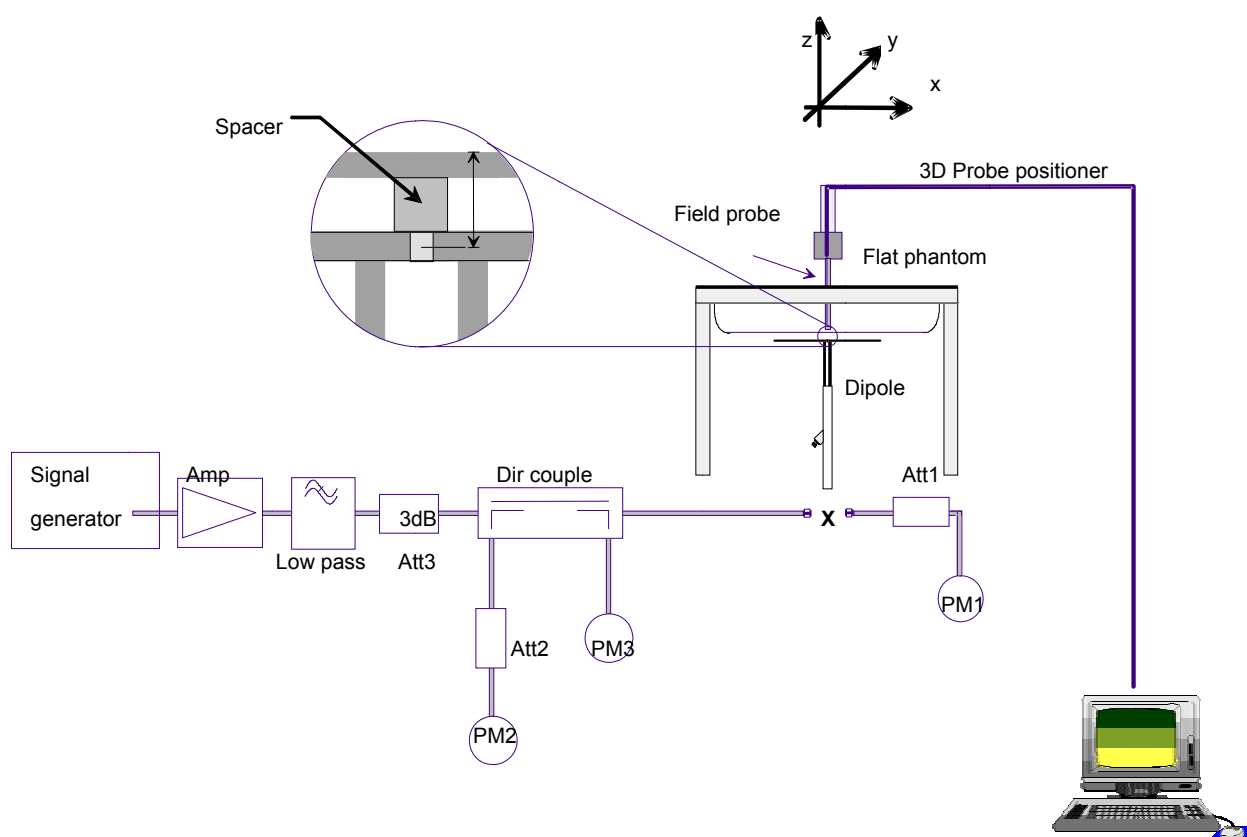 z
y
x
Spacer
3D Probe positioner
Field probe
Flat phantom
Dipole
Signal
generator
Amp
Low pass
3dB
Att3
Dir couple
Att1
X
PM1
Att2
PM3
PM2